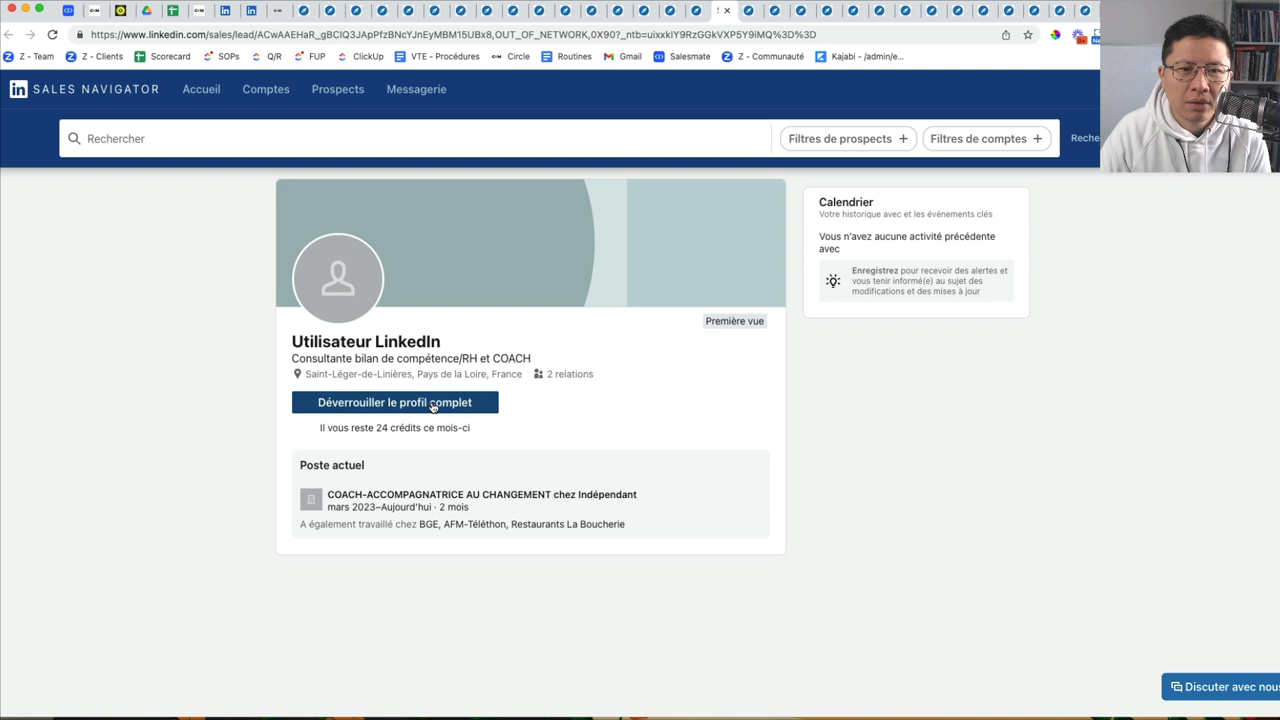 https://www.linkedin.com/sales/lead/ACwAAEHaR_gBCIQ3JApPfzBNcYJnEyMBM15UBx8,OUT_OF_NETWORK,0X90?_ntb=uixxklY9RzGGkVXP5Y9iMQ%3D%3D
Z - Team Z - Clients Scorecard SOPs Q/R FUP ClickUp VTE - Procédures Circle Routines Gmail Salesmate Z - Communauté Kajabi - /admin/e...
in SALES NAVIGATOR Accueil Comptes Prospects Messagerie
Rechercher Filtres de prospects + Filtres de comptes + Reche
Calendrier
Votre historique avec et les événements clés
Vous n'avez aucune activité précédente
avec
Enregistrez pour recevoir des alertes et
vous tenir informé(e) au sujet des
modifications et des mises à jour
Première vue
Utilisateur LinkedIn
Consultante bilan de compétence/RH et COACH
Saint-Léger-de-Linières, Pays de la Loire, France 2 relations
Déverrouiller le profil complet
Il vous reste 24 crédits ce mois-ci
Poste actuel
COACH-ACCOMPAGNATRICE AU CHANGEMENT chez Indépendant
mars 2023–Aujourd'hui · 2 mois
A également travaillé chez BGE, AFM-Téléthon, Restaurants La Boucherie
Discuter avec nous